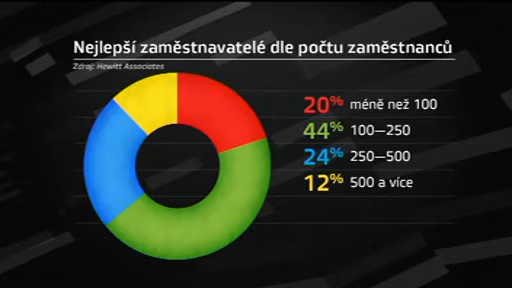 Nejlepší zaměstnavatelé dle počtu zaměstnanců
Zdroj: Hewitt Associates
20% méně než 100
44% 100—250
24% 250—500
12% 500 a více